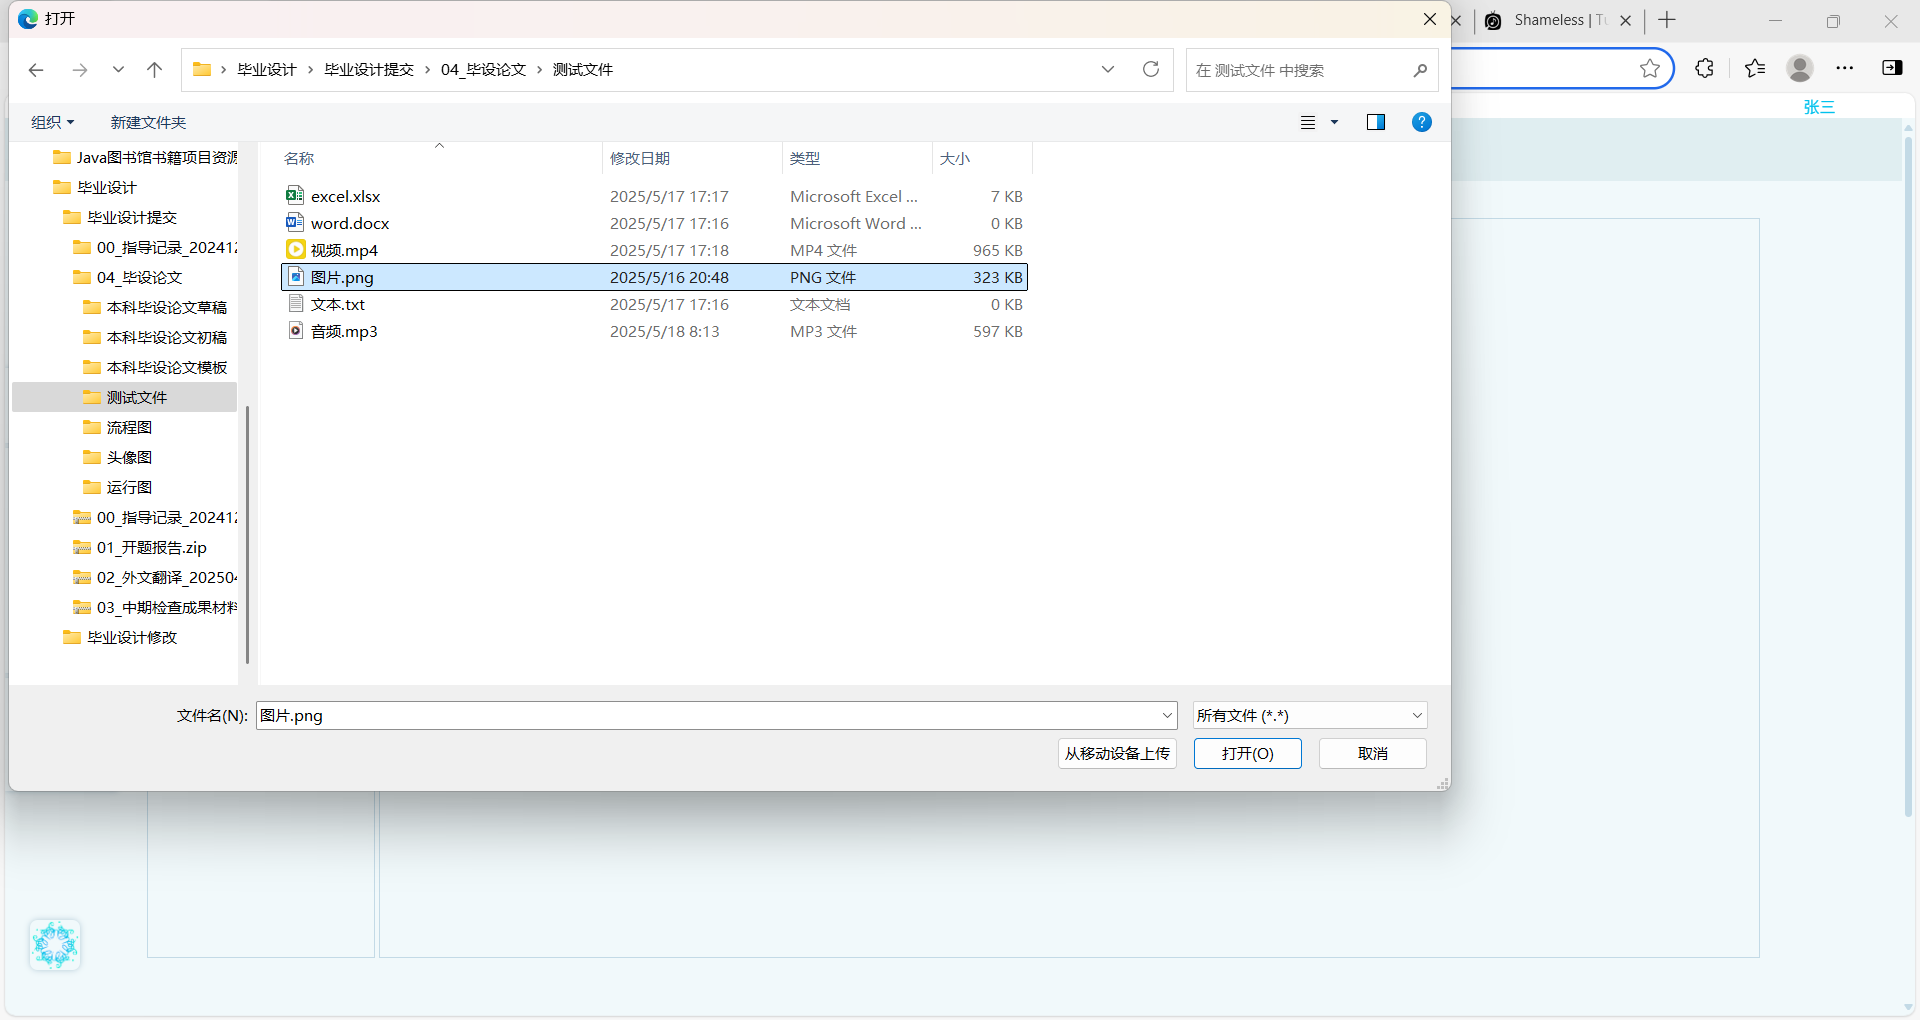 打开
Shameless | Tu
毕业设计 › 毕业设计提交 › 04_毕设论文 › 测试文件
在 测试文件 中搜索
张三
组织 新建文件夹
Java图书馆书籍项目资源
毕业设计
毕业设计提交
00_指导记录_202412
04_毕设论文
本科毕设论文草稿
本科毕设论文初稿
本科毕设论文模板
测试文件
流程图
头像图
运行图
00_指导记录_202412
01_开题报告.zip
02_外文翻译_202504
03_中期检查成果材料
毕业设计修改
名称 修改日期 类型 大小
excel.xlsx 2025/5/17 17:17 Microsoft Excel ... 7 KB
word.docx 2025/5/17 17:16 Microsoft Word ... 0 KB
视频.mp4 2025/5/17 17:18 MP4 文件 965 KB
图片.png 2025/5/16 20:48 PNG 文件 323 KB
文本.txt 2025/5/17 17:16 文本文档 0 KB
音频.mp3 2025/5/18 8:13 MP3 文件 597 KB
文件名(N): 图片.png 所有文件 (*.*)
从移动设备上传 打开(O) 取消